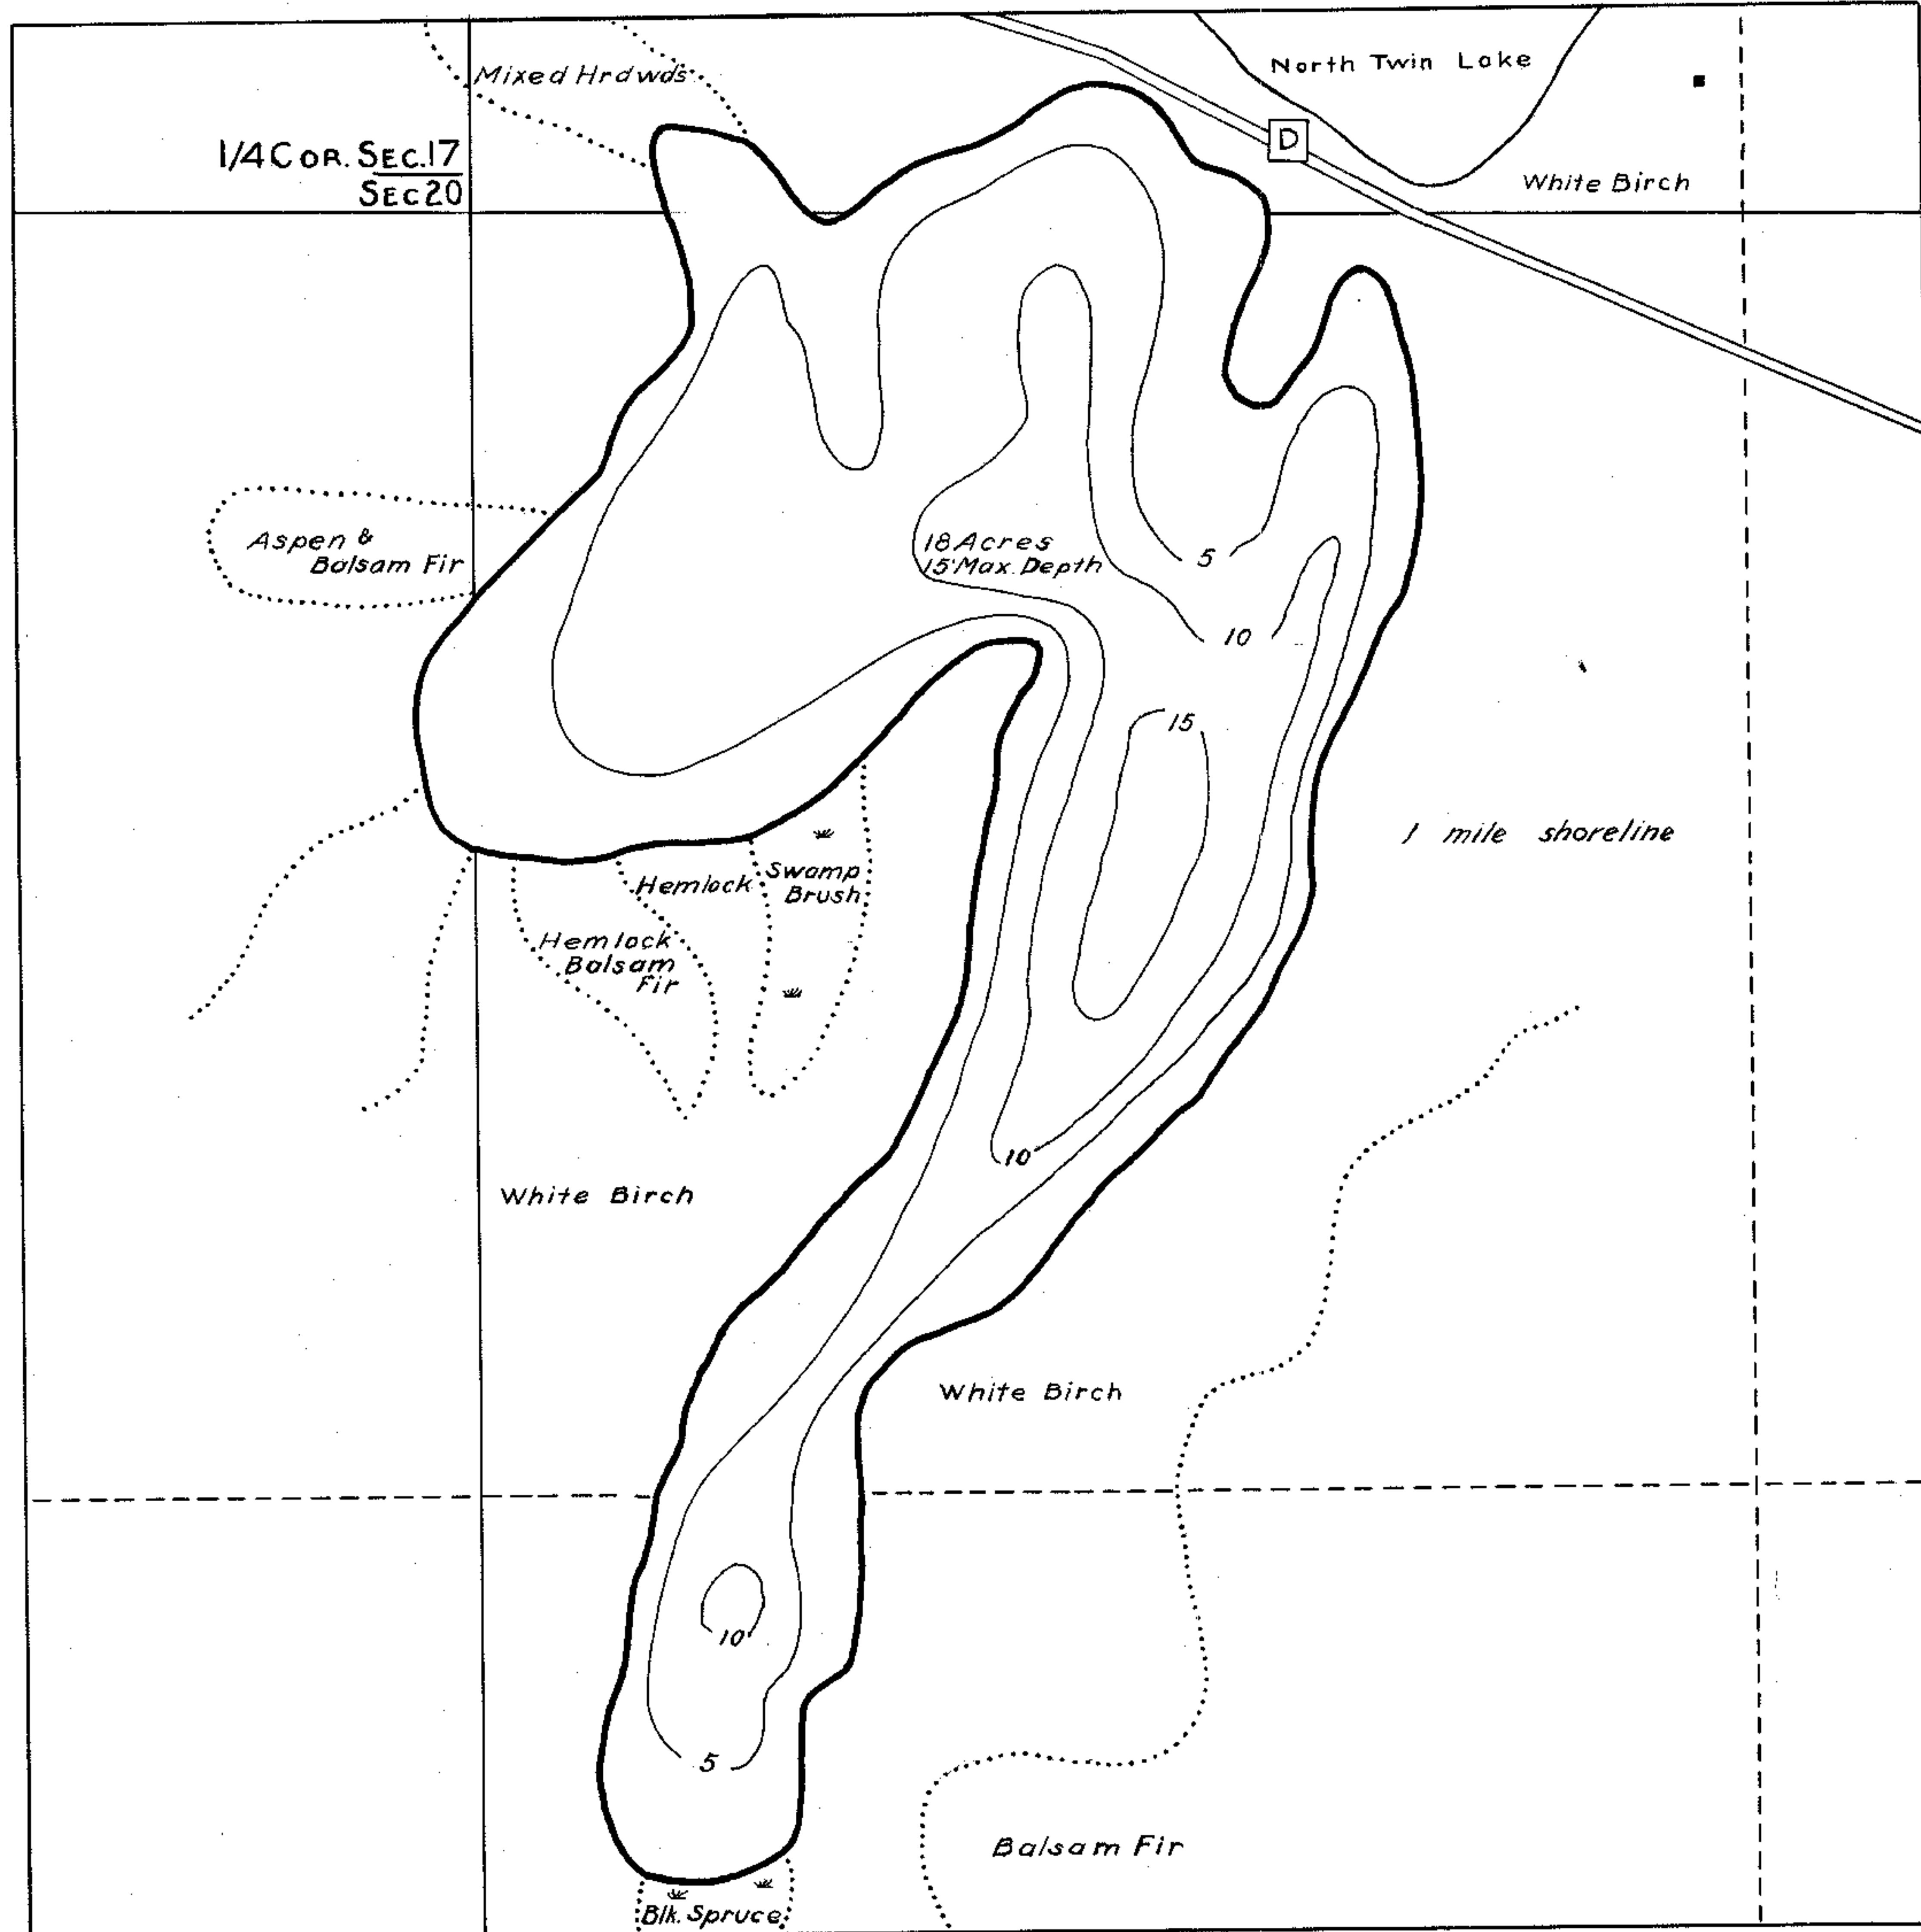 North Twin Lake
Mixed Hrdwds
D
1/4 COR. SEC.17
SEC 20
White Birch
Aspen &
Balsam Fir
18 Acres
15' Max. Depth
5
10
15
1 mile shoreline
Hemlock
Swamp
Brush
Hemlock
Balsam
Fir
10
White Birch
White Birch
10
5
Balsam Fir
Blk. Spruce